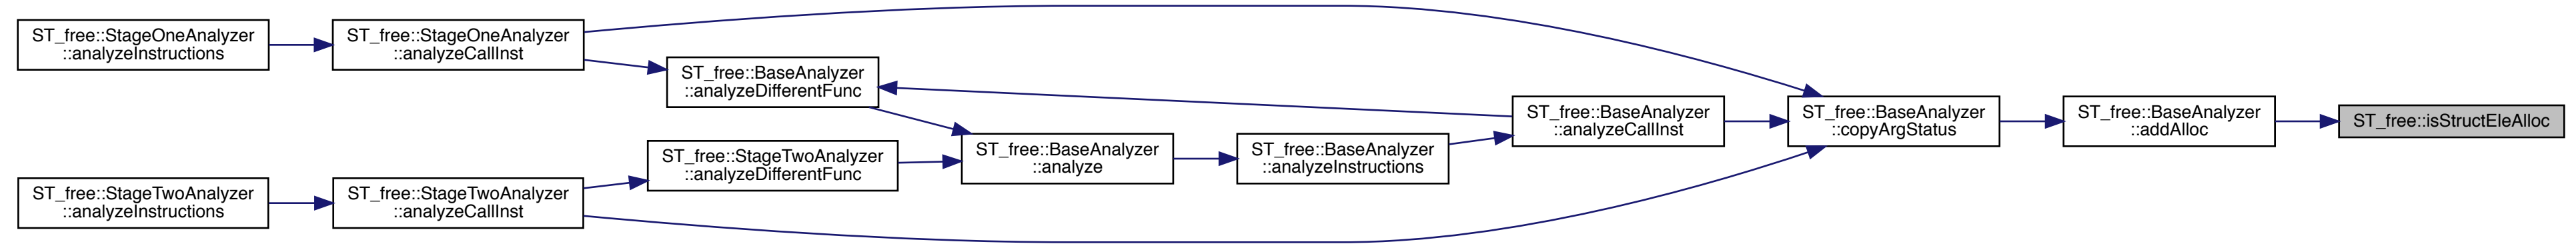 ST_free::StageOneAnalyzer
::analyzeInstructions
ST_free::StageOneAnalyzer
::analyzeCallInst
ST_free::BaseAnalyzer
::analyzeDifferentFunc
ST_free::BaseAnalyzer
::analyzeCallInst
ST_free::BaseAnalyzer
::copyArgStatus
ST_free::BaseAnalyzer
::addAlloc
ST_free::isStructEleAlloc
ST_free::StageTwoAnalyzer
::analyzeDifferentFunc
ST_free::BaseAnalyzer
::analyze
ST_free::BaseAnalyzer
::analyzeInstructions
ST_free::StageTwoAnalyzer
::analyzeInstructions
ST_free::StageTwoAnalyzer
::analyzeCallInst